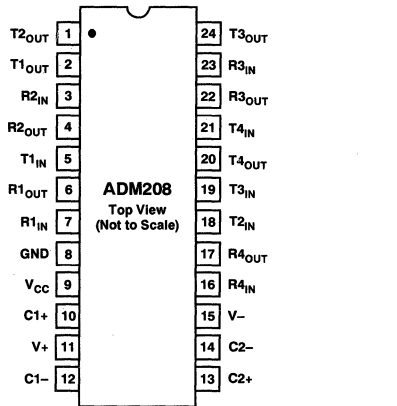 T2OUT 1 24 T3OUT
T1OUT 2 23 R3IN
R2IN 3 22 R3OUT
R2OUT 4 21 T4IN
T1IN 5 20 T4OUT
R1OUT 6 19 T3IN
R1IN 7 18 T2IN
GND 8 17 R4OUT
VCC 9 16 R4IN
C1+ 10 15 V–
V+ 11 14 C2–
C1– 12 13 C2+
ADM208
Top View
(Not to Scale)